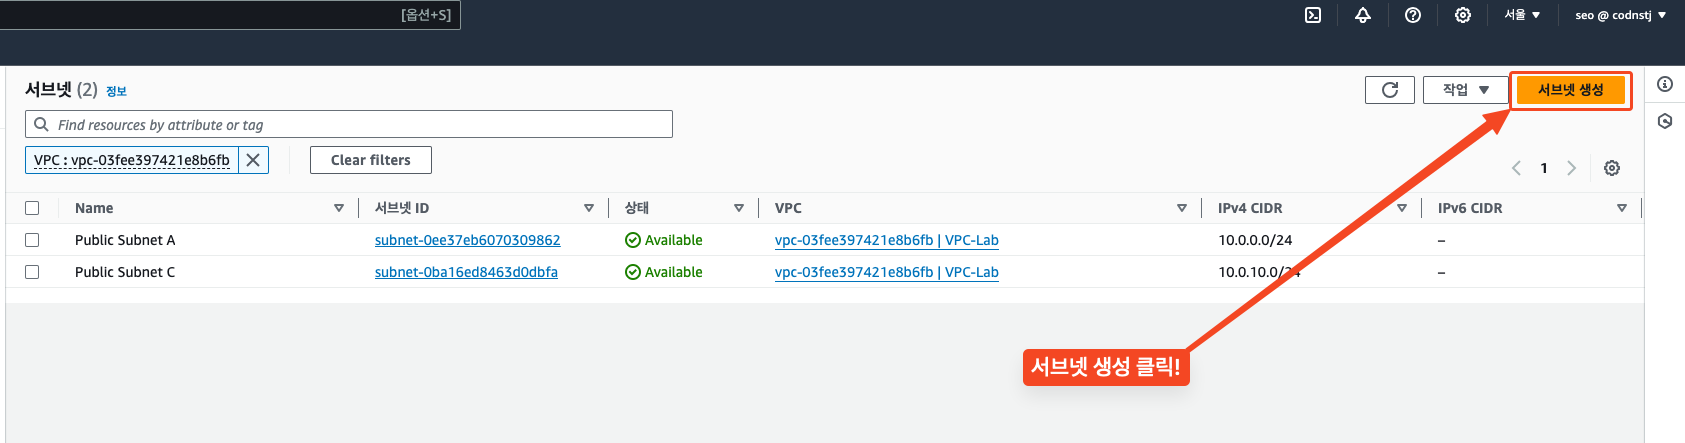 [옵션+S] 서울 ▼ seo @ codnstj ▼
서브넷 (2) 정보 작업 ▼ 서브넷 생성
Find resources by attribute or tag
VPC : vpc-03fee397421e8b6fb Clear filters 1
Name 서브넷 ID 상태 VPC IPv4 CIDR IPv6 CIDR
Public Subnet A subnet-0ee37eb6070309862 Available vpc-03fee397421e8b6fb | VPC-Lab 10.0.0.0/24 –
Public Subnet C subnet-0ba16ed8463d0dbfa Available vpc-03fee397421e8b6fb | VPC-Lab 10.0.10.0/24 –
서브넷 생성 클릭!